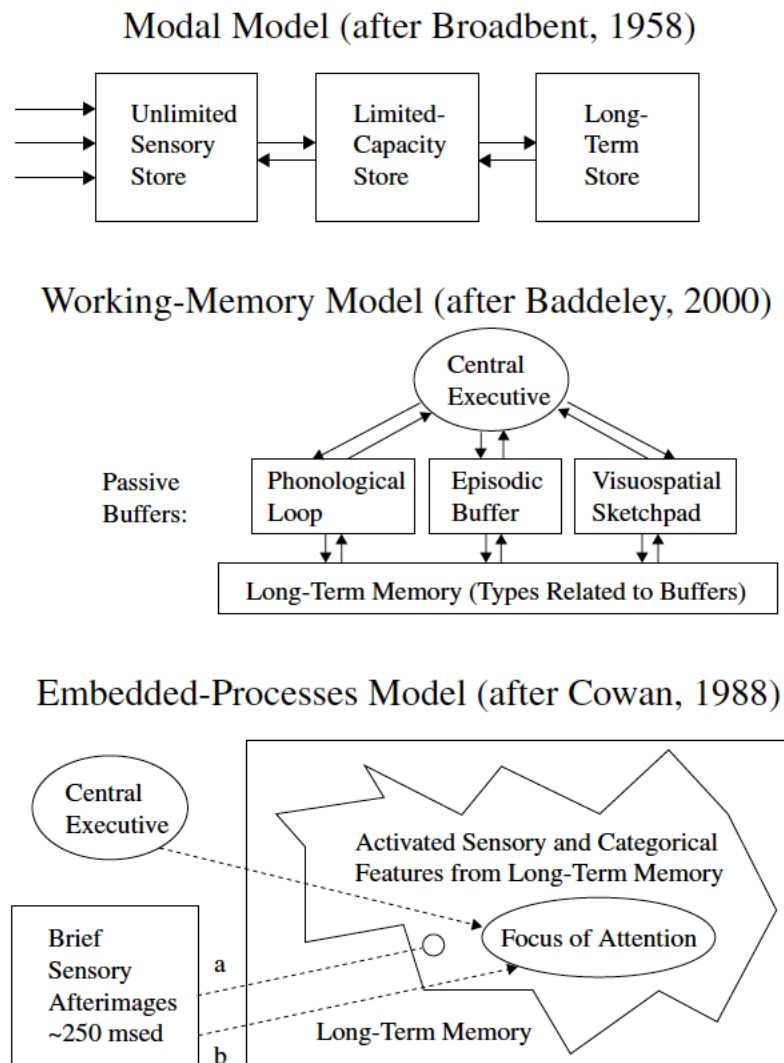 Modal Model (after Broadbent, 1958)
Unlimited
Sensory
Store
Limited-
Capacity
Store
Long-
Term
Store
Working-Memory Model (after Baddeley, 2000)
Central
Executive
Passive
Buffers:
Phonological
Loop
Episodic
Buffer
Visuospatial
Sketchpad
Long-Term Memory (Types Related to Buffers)
Embedded-Processes Model (after Cowan, 1988)
Central
Executive
Activated Sensory and Categorical
Features from Long-Term Memory
Focus of Attention
Brief
Sensory
Afterimages
~250 msed
a
b
Long-Term Memory